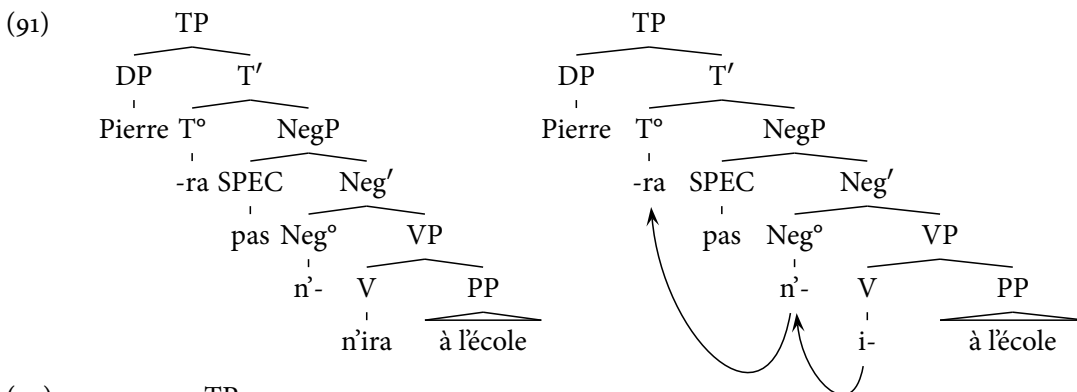 (91) TP TP
DP T′ DP T′
Pierre T° NegP Pierre T° NegP
-ra SPEC Neg′ -ra SPEC Neg′
pas Neg° VP pas Neg° VP
n’- V PP n’- V PP
n’ira à l’école i- à l’école
TP